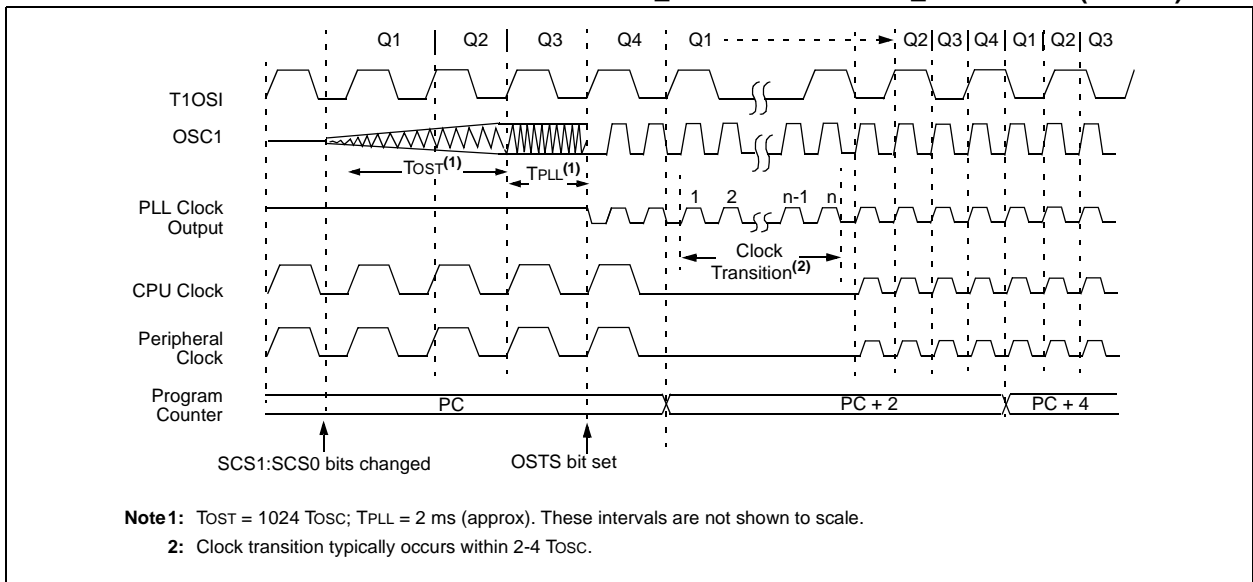 Q1 Q2 Q3 Q4 Q1 Q2 Q3 Q4 Q1 Q2 Q3
T1OSI
OSC1
TOST(1) TPLL(1)
1 2 n-1 n
PLL Clock
Output
Clock
Transition(2)
CPU Clock
Peripheral
Clock
Program
Counter
PC PC + 2 PC + 4
SCS1:SCS0 bits changed OSTS bit set
Note 1: TOST = 1024 TOSC; TPLL = 2 ms (approx). These intervals are not shown to scale.
2: Clock transition typically occurs within 2-4 TOSC.